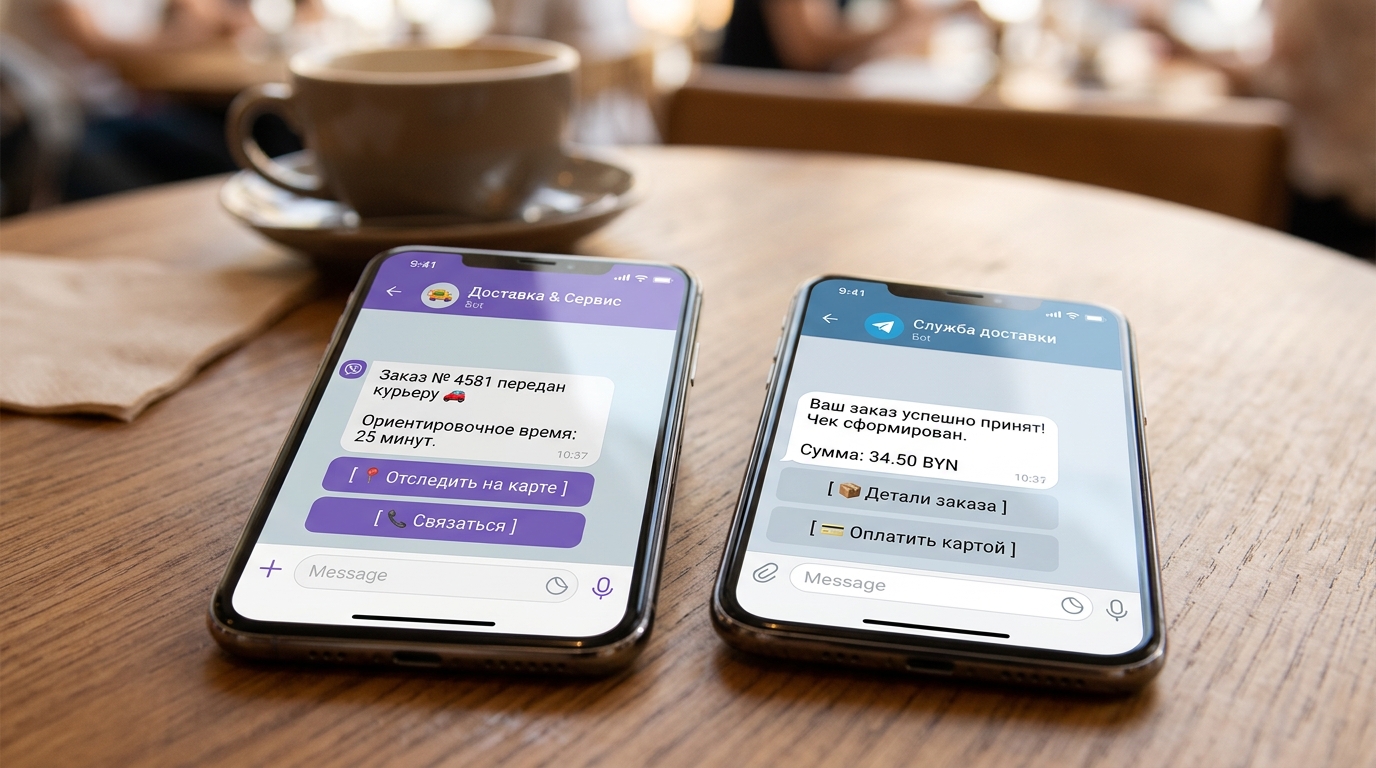 9:41
Доставка & Сервис
Bot
Заказ № 4581 передан
курьеру 🚗
Ориентировочное время:
25 минут.
10:37
[ 📍 Отследить на карте ]
[ 📞 Связаться ]
Message
9:41
Служба доставки
Bot
Ваш заказ успешно принят!
Чек сформирован.
Сумма: 34.50 BYN
10:37
[ 📦 Детали заказа ]
[ 💳 Оплатить картой ]
Message